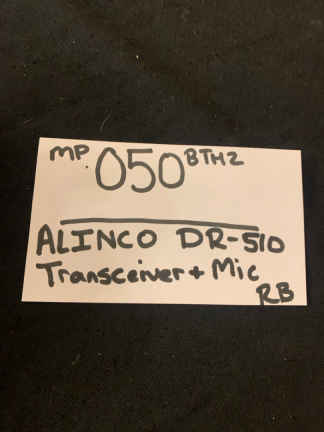 MP. 050 BTH2
ALINCO DR-510
Transceiver + Mic
RB